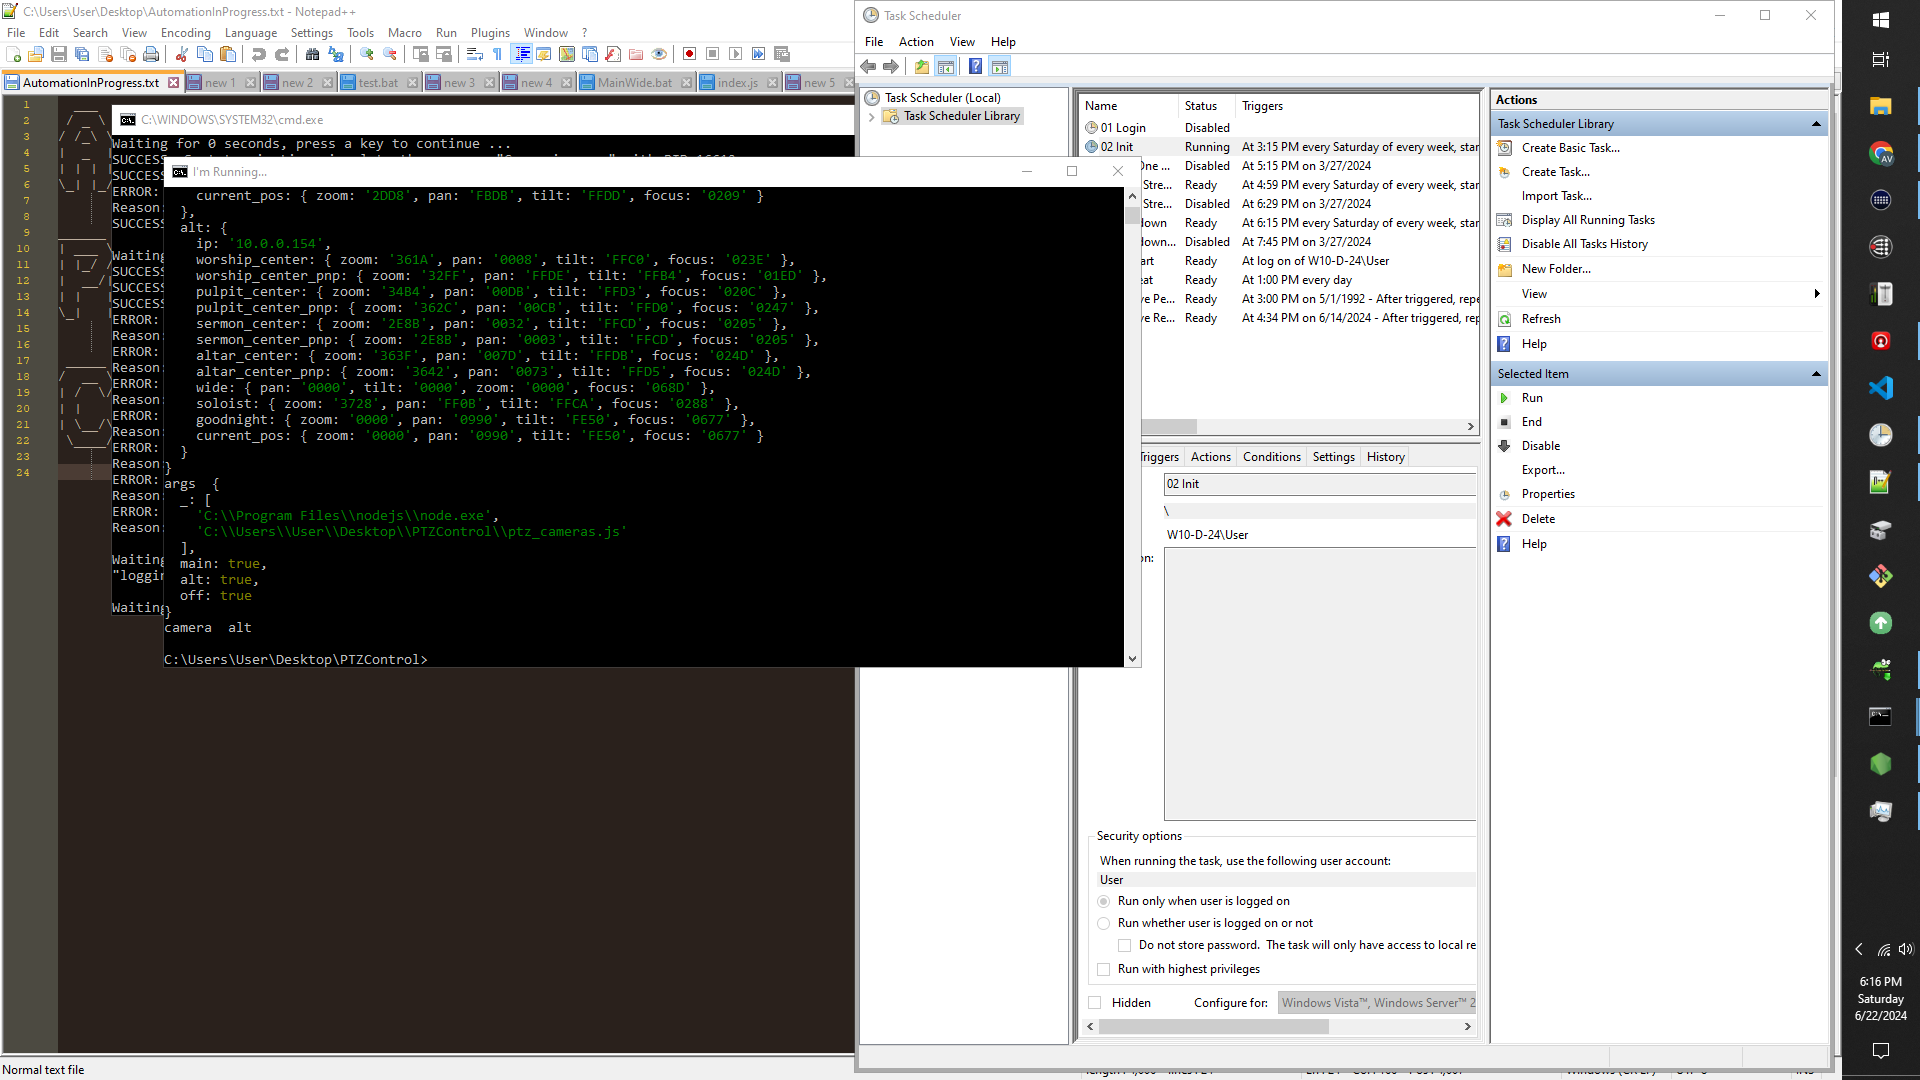 C:\Users\User\Desktop\AutomationInProgress.txt - Notepad++
File Edit Search View Encoding Language Settings Tools Macro Run Plugins Window ?
AutomationInProgress.txt new 1 new 2 test.bat new 3 new 4 MainWide.bat index.js new 5
1
2
3
4
5
6
7
8
9
10
11
12
13
14
15
16
17
18
19
20
21
22
23
24
C:\WINDOWS\SYSTEM32\cmd.exe
Waiting for 0 seconds, press a key to continue ...
SUCCESS
SUCCESS
SUCCESS
ERROR:
Reason:
SUCCESS
Waiting
SUCCESS
SUCCESS
SUCCESS
ERROR:
Reason:
ERROR:
Reason:
ERROR:
Reason:
ERROR:
Reason:
ERROR:
Reason:
ERROR:
Reason:
ERROR:
Reason:
Waiting
"loggin
Waiting
I'm Running...
current_pos: { zoom: '2DD8', pan: 'FBDB', tilt: 'FFDD', focus: '0209' }
},
alt: {
ip: '10.0.0.154',
worship_center: { zoom: '361A', pan: '0008', tilt: 'FFC0', focus: '023E' },
worship_center_pnp: { zoom: '32FF', pan: 'FFDE', tilt: 'FFB4', focus: '01ED' },
pulpit_center: { zoom: '34B4', pan: '00DB', tilt: 'FFD3', focus: '020C' },
pulpit_center_pnp: { zoom: '362C', pan: '00CB', tilt: 'FFD0', focus: '0247' },
sermon_center: { zoom: '2E8B', pan: '0032', tilt: 'FFCD', focus: '0205' },
sermon_center_pnp: { zoom: '2E8B', pan: '0003', tilt: 'FFCD', focus: '0205' },
altar_center: { zoom: '363F', pan: '007D', tilt: 'FFDB', focus: '024D' },
altar_center_pnp: { zoom: '3642', pan: '0073', tilt: 'FFD5', focus: '024D' },
wide: { pan: '0000', tilt: '0000', zoom: '0000', focus: '068D' },
soloist: { zoom: '3728', pan: 'FF0B', tilt: 'FFCA', focus: '0288' },
goodnight: { zoom: '0000', pan: '0990', tilt: 'FE50', focus: '0677' },
current_pos: { zoom: '0000', pan: '0990', tilt: 'FE50', focus: '0677' }
}
}
args {
_: [
'C:\\Program Files\\nodejs\\node.exe',
'C:\\Users\\User\\Desktop\\PTZControl\\ptz_cameras.js'
],
main: true,
alt: true,
off: true
}
camera alt
C:\Users\User\Desktop\PTZControl>
Task Scheduler
File Action View Help
Task Scheduler (Local)
Task Scheduler Library
Name Status Triggers
01 Login Disabled
02 Init Running At 3:15 PM every Saturday of every week, star
One ... Disabled At 5:15 PM on 3/27/2024
Stre... Ready At 4:59 PM every Saturday of every week, star
Stre... Disabled At 6:29 PM on 3/27/2024
down Ready At 6:15 PM every Saturday of every week, star
down... Disabled At 7:45 PM on 3/27/2024
art Ready At log on of W10-D-24\User
eat Ready At 1:00 PM every day
ve Pe... Ready At 3:00 PM on 5/1/1992 - After triggered, repe
ve Re... Ready At 4:34 PM on 6/14/2024 - After triggered, rep
Triggers Actions Conditions Settings History
02 Init
\
W10-D-24\User
on:
Security options
When running the task, use the following user account:
User
Run only when user is logged on
Run whether user is logged on or not
Do not store password. The task will only have access to local re
Run with highest privileges
Hidden Configure for: Windows Vista™, Windows Server™ 2
Actions
Task Scheduler Library
Create Basic Task...
Create Task...
Import Task...
Display All Running Tasks
Disable All Tasks History
New Folder...
View
Refresh
Help
Selected Item
Run
End
Disable
Export...
Properties
Delete
Help
6:16 PM
Saturday
6/22/2024
Normal text file